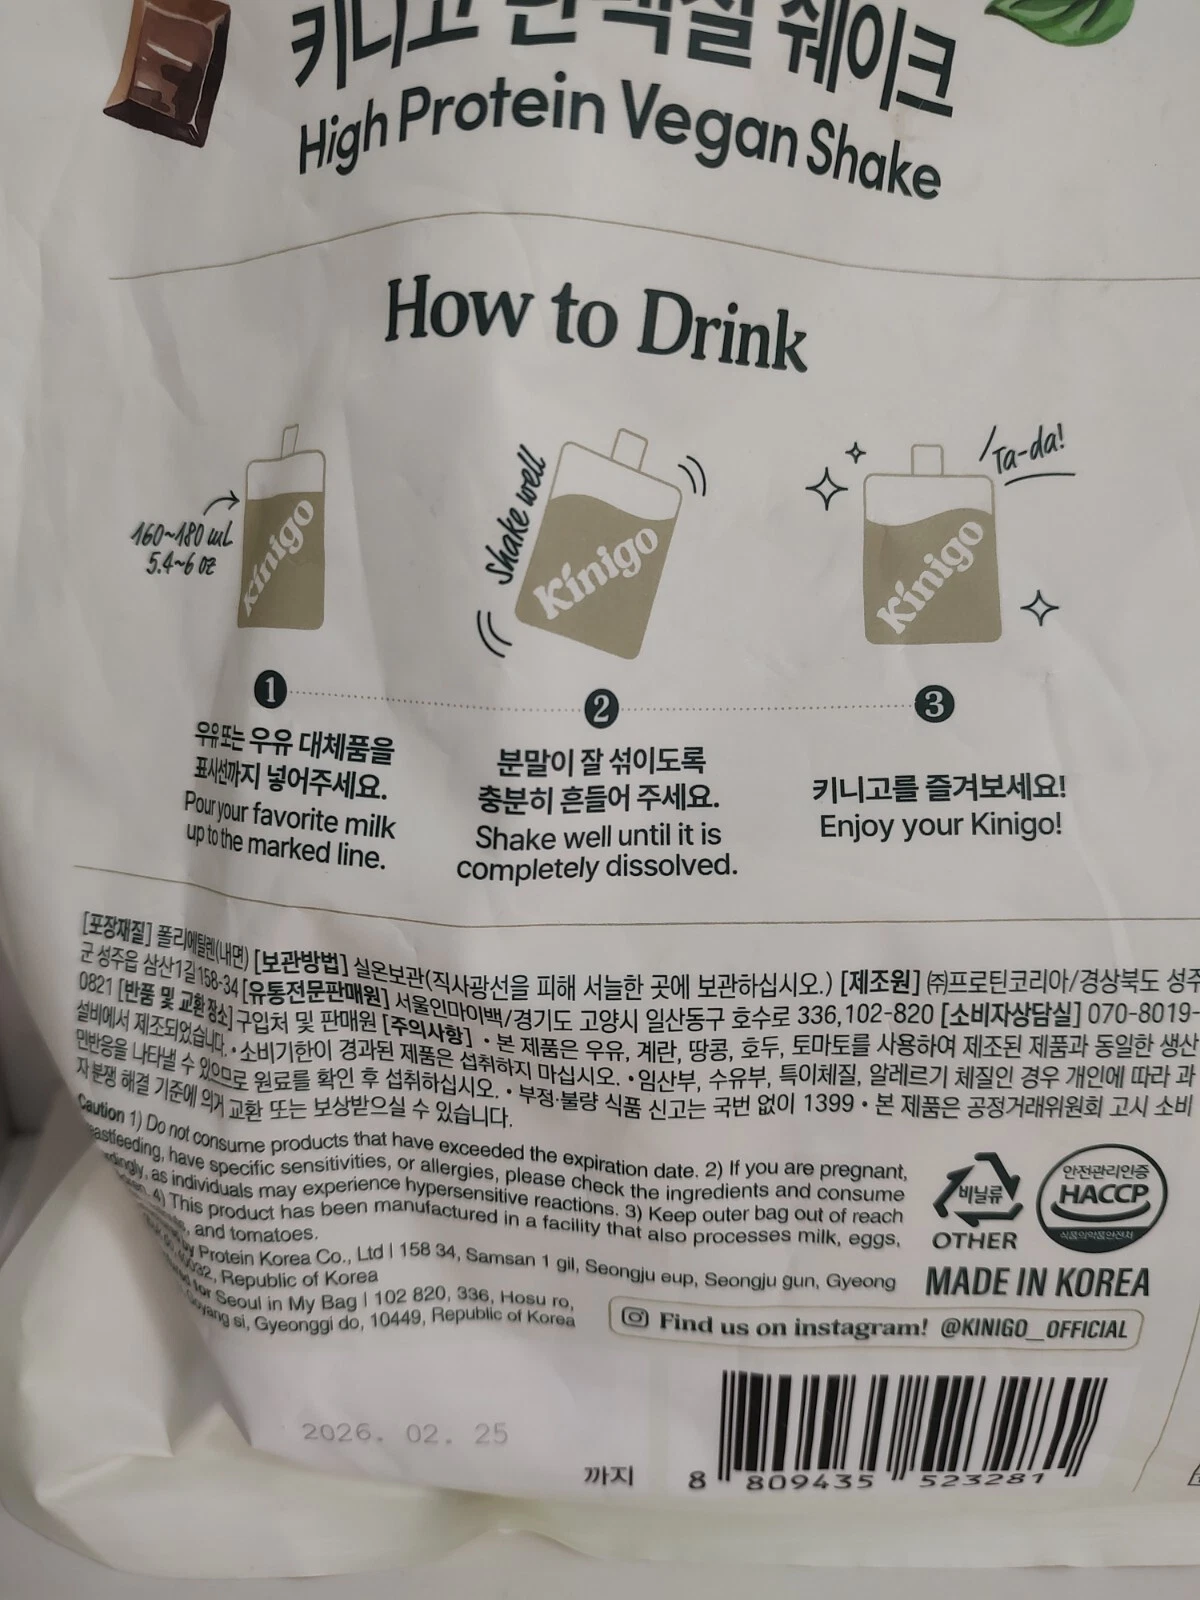 키니고 단백질 쉐이크
High Protein Vegan Shake
How to Drink
160~180 mL
5.4~6 oz
Kinigo
Shake well
Kinigo
Ta-da!
Kinigo
1
우유 또는 우유 대체품을
표시선까지 넣어주세요.
Pour your favorite milk
up to the marked line.
2
분말이 잘 섞이도록
충분히 흔들어 주세요.
Shake well until it is
completely dissolved.
3
키니고를 즐겨보세요!
Enjoy your Kinigo!
[포장재질] 폴리에틸렌(내면) [보관방법] 실온보관(직사광선을 피해 서늘한 곳에 보관하십시오.) [제조원] ㈜프로틴코리아/경상북도 성주
군 성주읍 삼산1길 158-34 [유통전문판매원] 서울인마이백/경기도 고양시 일산동구 호수로 336,102-820 [소비자상담실] 070-8019-
0821 [반품 및 교환장소] 구입처 및 판매원 [주의사항] • 본 제품은 우유, 계란, 땅콩, 호두, 토마토를 사용하여 제조된 제품과 동일한 생산
설비에서 제조되었습니다. • 소비기한이 경과된 제품은 섭취하지 마십시오. • 임산부, 수유부, 특이체질, 알레르기 체질인 경우 개인에 따라 과
민반응을 나타낼 수 있으므로 원료를 확인 후 섭취하십시오. • 부정·불량 식품 신고는 국번 없이 1399 • 본 제품은 공정거래위원회 고시 소비
자 분쟁 해결 기준에 의거 교환 또는 보상받으실 수 있습니다.
Caution 1) Do not consume products that have exceeded the expiration date. 2) If you are pregnant,
eastfeeding, have specific sensitivities, or allergies, please check the ingredients and consume
rdingly, as individuals may experience hypersensitive reactions. 3) Keep outer bag out of reach
4) This product has been manufactured in a facility that also processes milk, eggs,
and tomatoes.
by Protein Korea Co., Ltd | 158 34, Samsan 1 gil, Seongju eup, Seongju gun, Gyeong
Republic of Korea
for Seoul in My Bag | 102 820, 336, Hosu ro,
Goyang si, Gyeonggi do, 10449, Republic of Korea
비닐류
OTHER
안전관리인증
HACCP
식품의약품안전처
MADE IN KOREA
Find us on instagram! @KINIGO_OFFICIAL
2026. 02. 25
까지
8 809435 523281